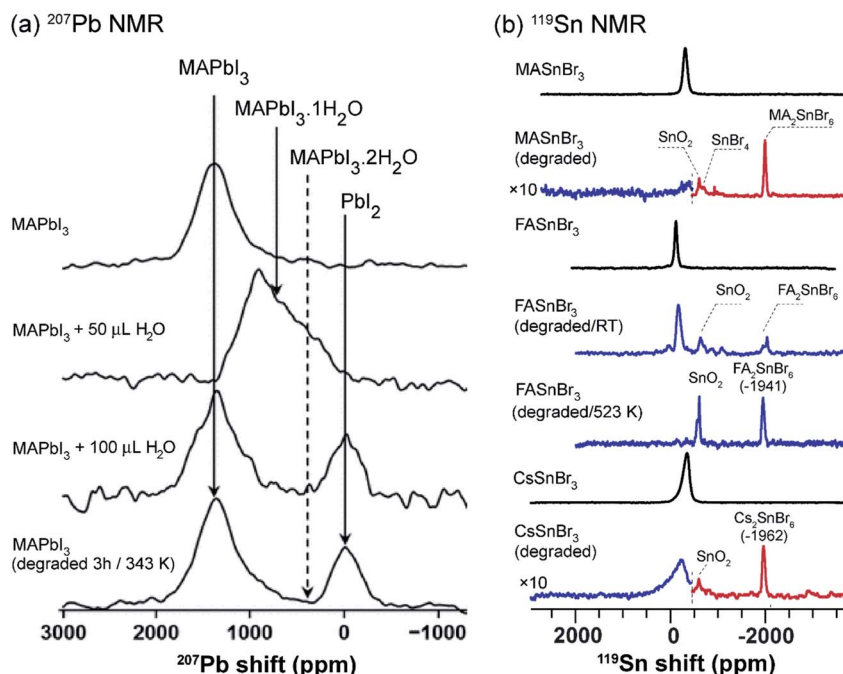 (a) ²⁰⁷Pb NMR
MAPbI₃
MAPbI₃.1H₂O
MAPbI₃.2H₂O
PbI₂
MAPbI₃
MAPbI₃ + 50 μL H₂O
MAPbI₃ + 100 μL H₂O
MAPbI₃
(degraded 3h / 343 K)
3000 2000 1000 0 −1000
²⁰⁷Pb shift (ppm)
(b) ¹¹⁹Sn NMR
MASnBr₃
MA₂SnBr₆
MASnBr₃
(degraded)
SnO₂
SnBr₄
×10
FASnBr₃
FASnBr₃
(degraded/RT)
SnO₂
FA₂SnBr₆
FASnBr₃
(degraded/523 K)
SnO₂
FA₂SnBr₆
(-1941)
CsSnBr₃
CsSnBr₃
(degraded)
SnO₂
Cs₂SnBr₆
(-1962)
×10
2000 0 -2000
¹¹⁹Sn shift (ppm)